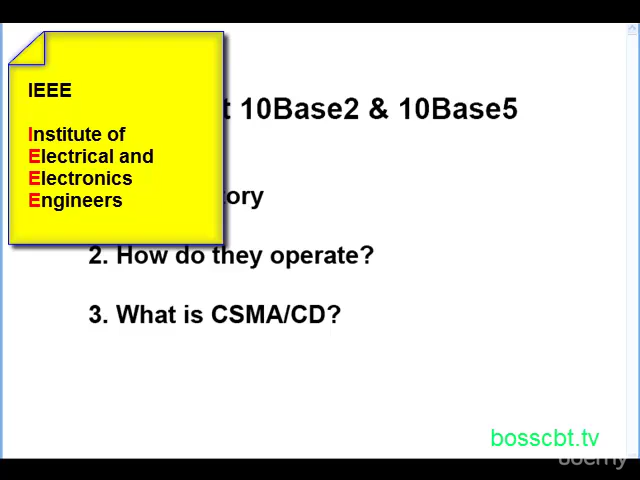 IEEE
Institute of
Electrical and
Electronics
Engineers
t 10Base2 & 10Base5
tory
2. How do they operate?
3. What is CSMA/CD?
bosscbt.tv